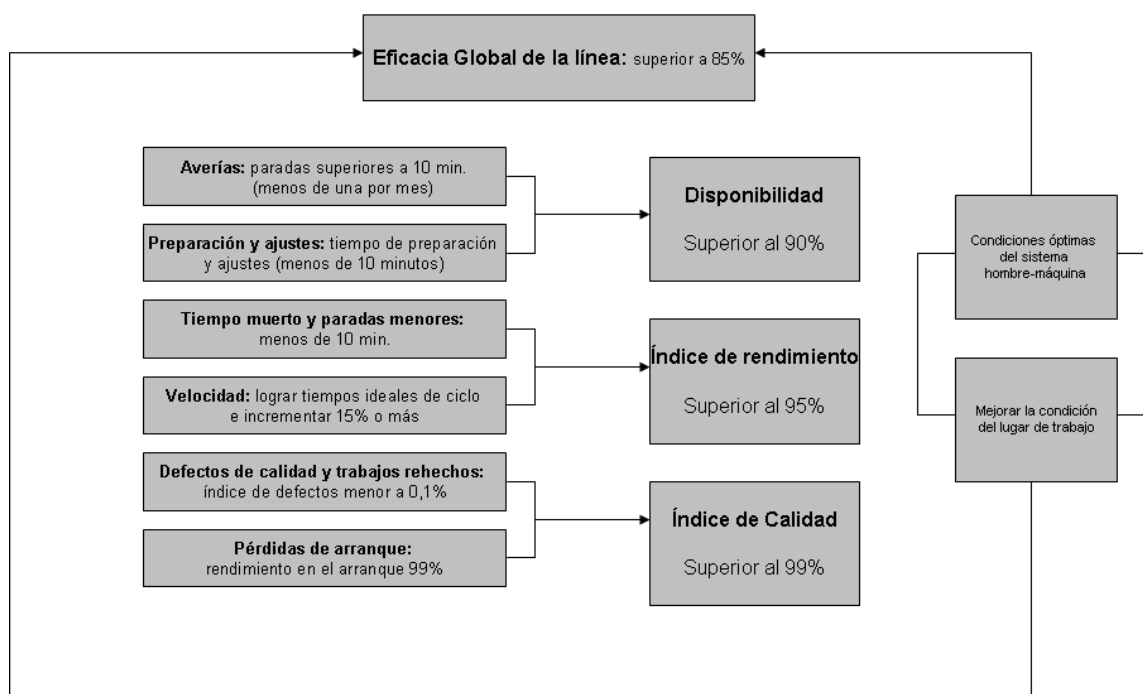 Eficacia Global de la línea: superior a 85%
Averías: paradas superiores a 10 min.
(menos de una por mes)
Preparación y ajustes: tiempo de preparación
y ajustes (menos de 10 minutos)
Disponibilidad
Superior al 90%
Tiempo muerto y paradas menores:
menos de 10 min.
Velocidad: lograr tiempos ideales de ciclo
e incrementar 15% o más
Índice de rendimiento
Superior al 95%
Defectos de calidad y trabajos rehechos:
índice de defectos menor a 0,1%
Pérdidas de arranque:
rendimiento en el arranque 99%
Índice de Calidad
Superior al 99%
Condiciones óptimas
del sistema
hombre-máquina
Mejorar la condición
del lugar de trabajo